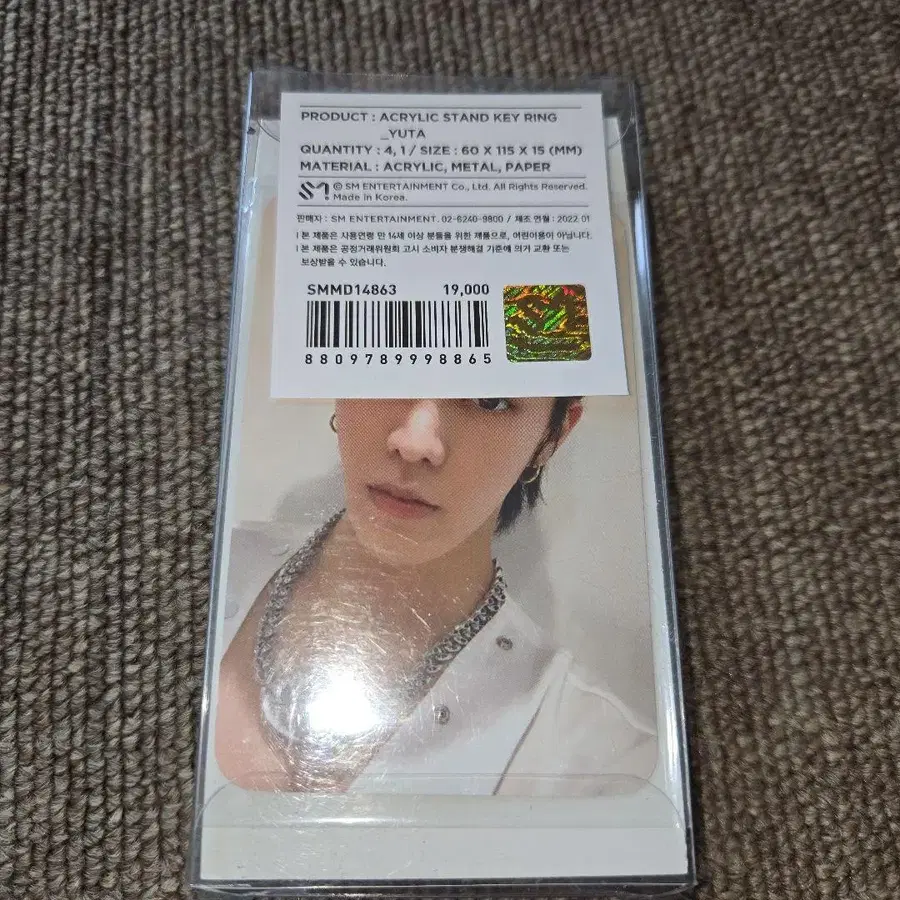 PRODUCT : ACRYLIC STAND KEY RING
_YUTA
QUANTITY : 4, 1 / SIZE : 60 X 115 X 15 (MM)
MATERIAL : ACRYLIC, METAL, PAPER
SM
© SM ENTERTAINMENT Co., Ltd. All Rights Reserved.
Made in Korea.
판매자 : SM ENTERTAINMENT. 02-6240-9800 / 제조 연월 : 2022. 01
I 본 제품은 사용연령 만 14세 이상 분들을 위한 제품으로, 어린이용이 아닙니다.
I 본 제품은 공정거래위원회 고시 소비자 분쟁해결 기준에 의거 교환 또는
보상받을 수 있습니다.
SMMD14863 19,000
8809789998865